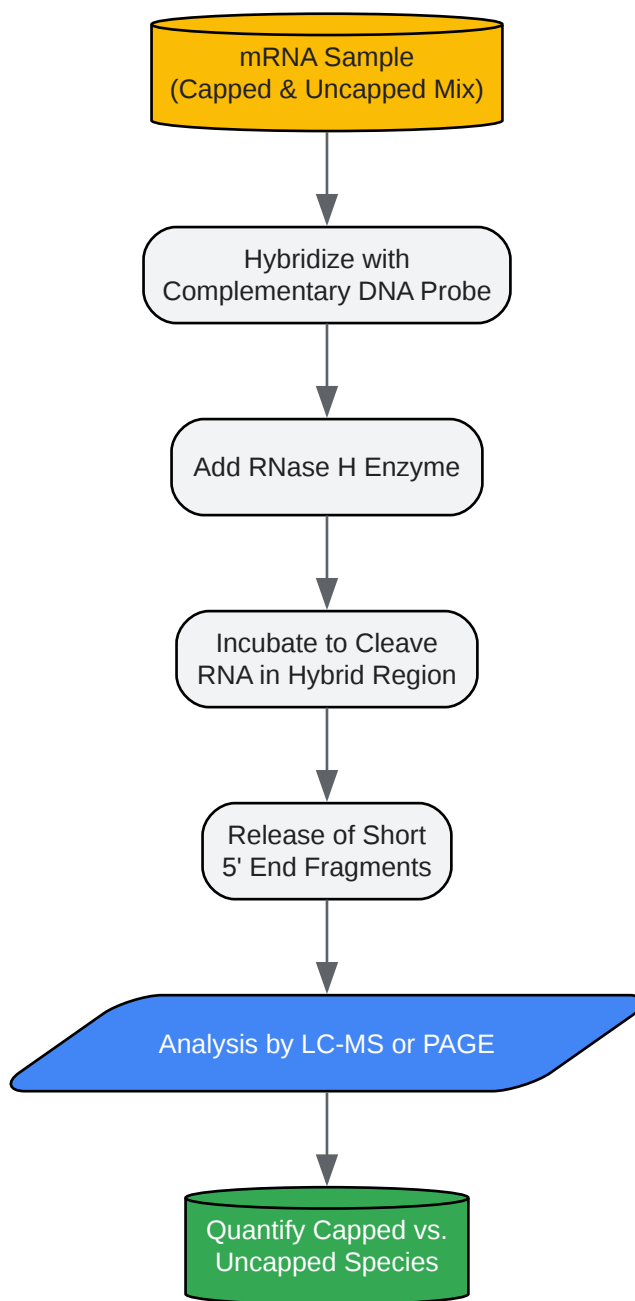 mRNA Sample
(Capped & Uncapped Mix)
Hybridize with
Complementary DNA Probe
Add RNase H Enzyme
Incubate to Cleave
RNA in Hybrid Region
Release of Short
5' End Fragments
Analysis by LC-MS or PAGE
Quantify Capped vs.
Uncapped Species